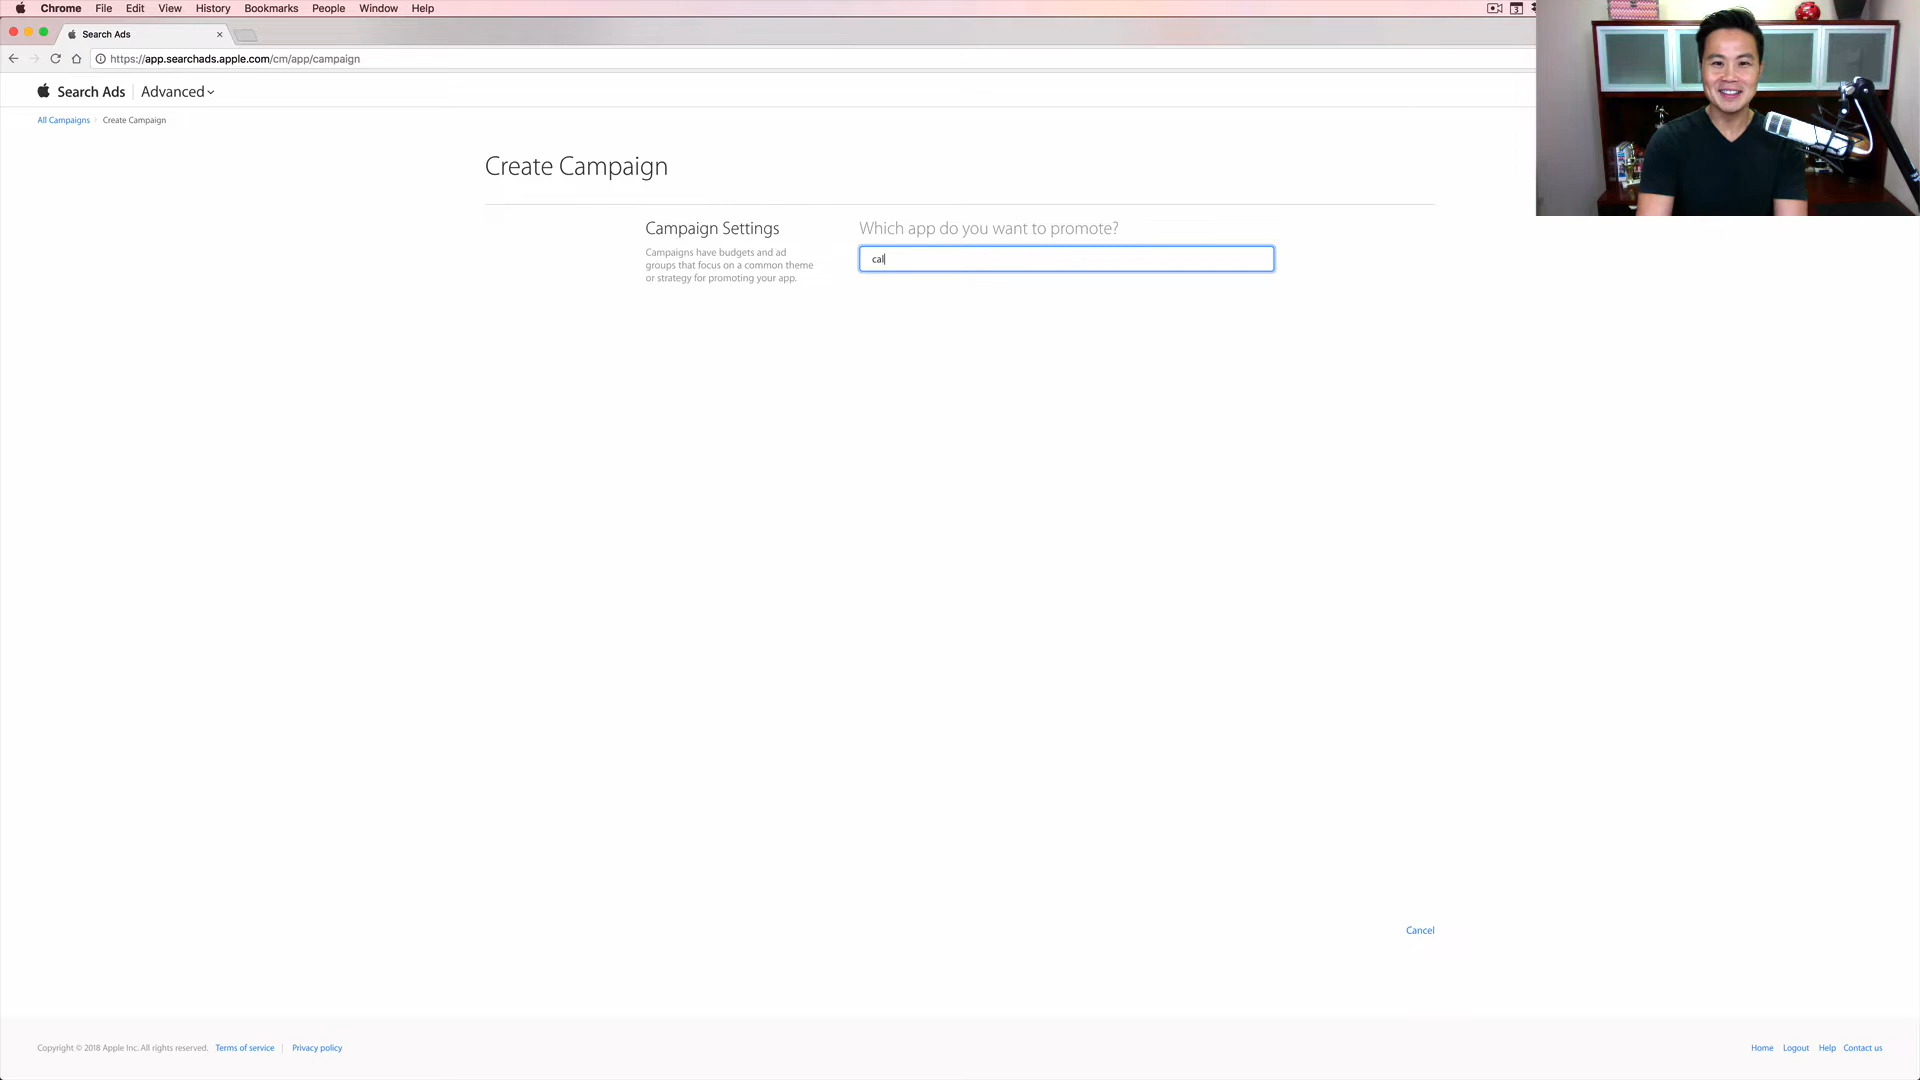 Chrome File Edit View History Bookmarks People Window Help
3
Search Ads
https://app.searchads.apple.com/cm/app/campaign
Search Ads Advanced
All Campaigns Create Campaign
Create Campaign
Campaign Settings
Campaigns have budgets and ad
groups that focus on a common theme
or strategy for promoting your app.
Which app do you want to promote?
cal
Cancel
Copyright © 2018 Apple Inc. All rights reserved. Terms of service Privacy policy
Home Logout Help Contact us